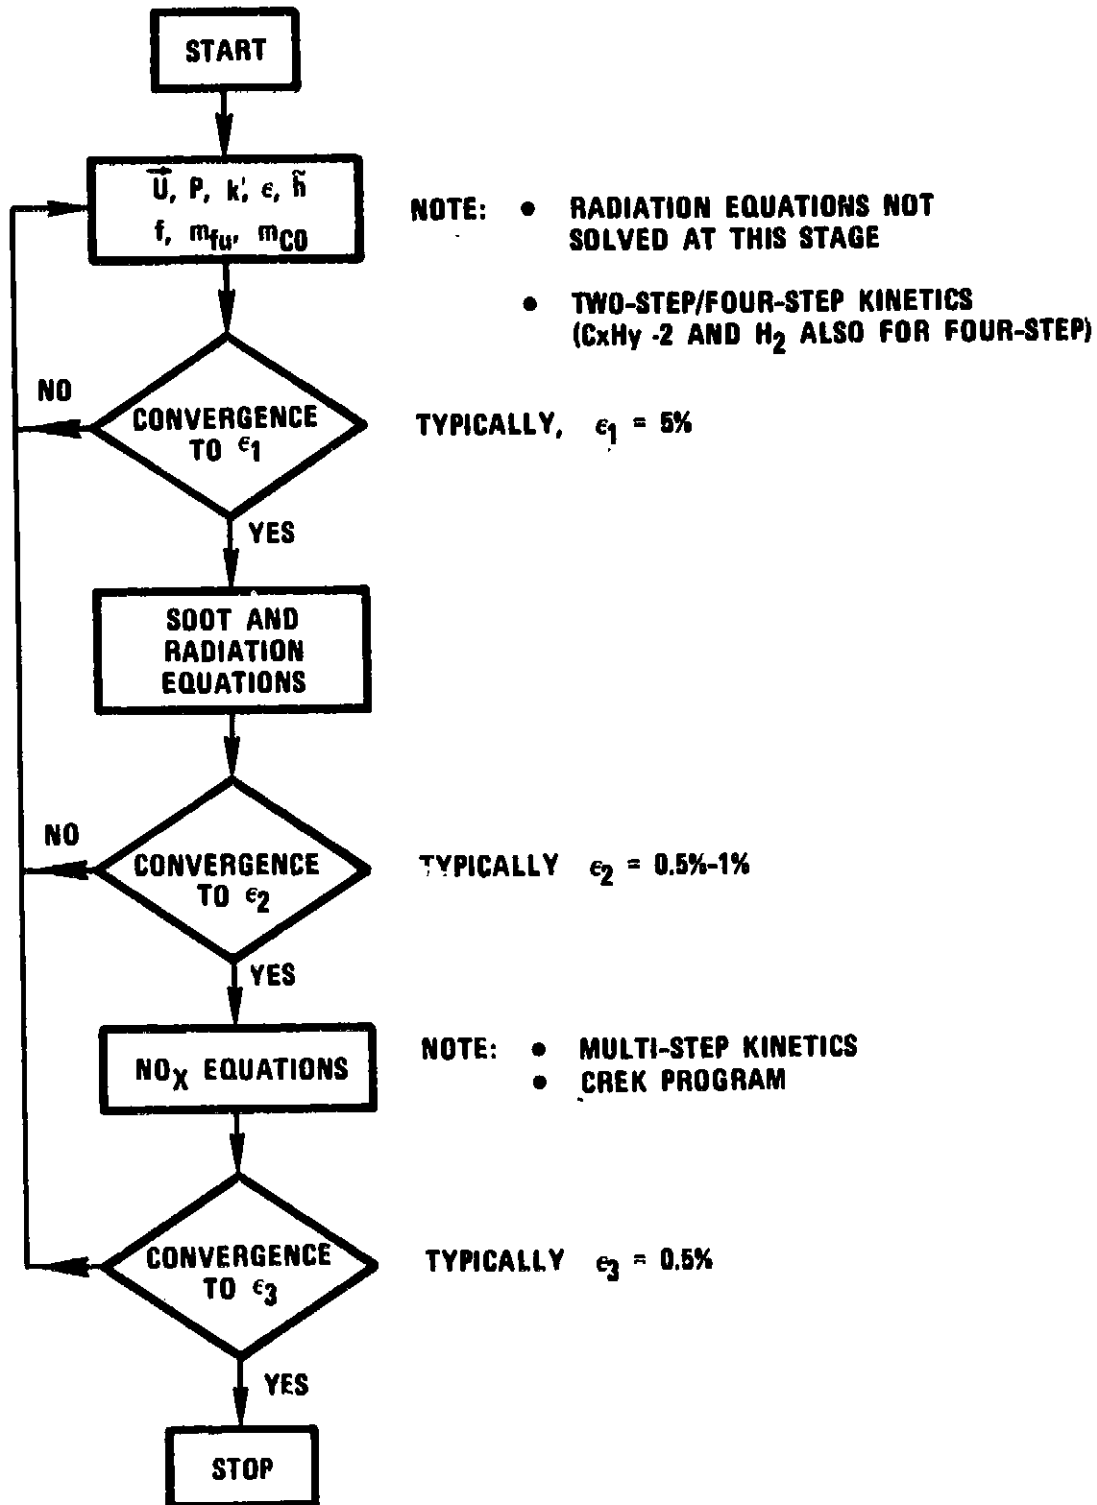 START
U⃗, P, k, ϵ, h̃
f, m_fu, m_CO
NOTE: • RADIATION EQUATIONS NOT
SOLVED AT THIS STAGE
• TWO-STEP/FOUR-STEP KINETICS
(CxHy -2 AND H₂ ALSO FOR FOUR-STEP)
NO
CONVERGENCE
TO ϵ₁
TYPICALLY, ϵ₁ = 5%
YES
SOOT AND
RADIATION
EQUATIONS
NO
CONVERGENCE
TO ϵ₂
TYPICALLY ϵ₂ = 0.5%-1%
YES
NOₓ EQUATIONS
NOTE: • MULTI-STEP KINETICS
• CREK PROGRAM
CONVERGENCE
TO ϵ₃
TYPICALLY ϵ₃ = 0.5%
YES
STOP